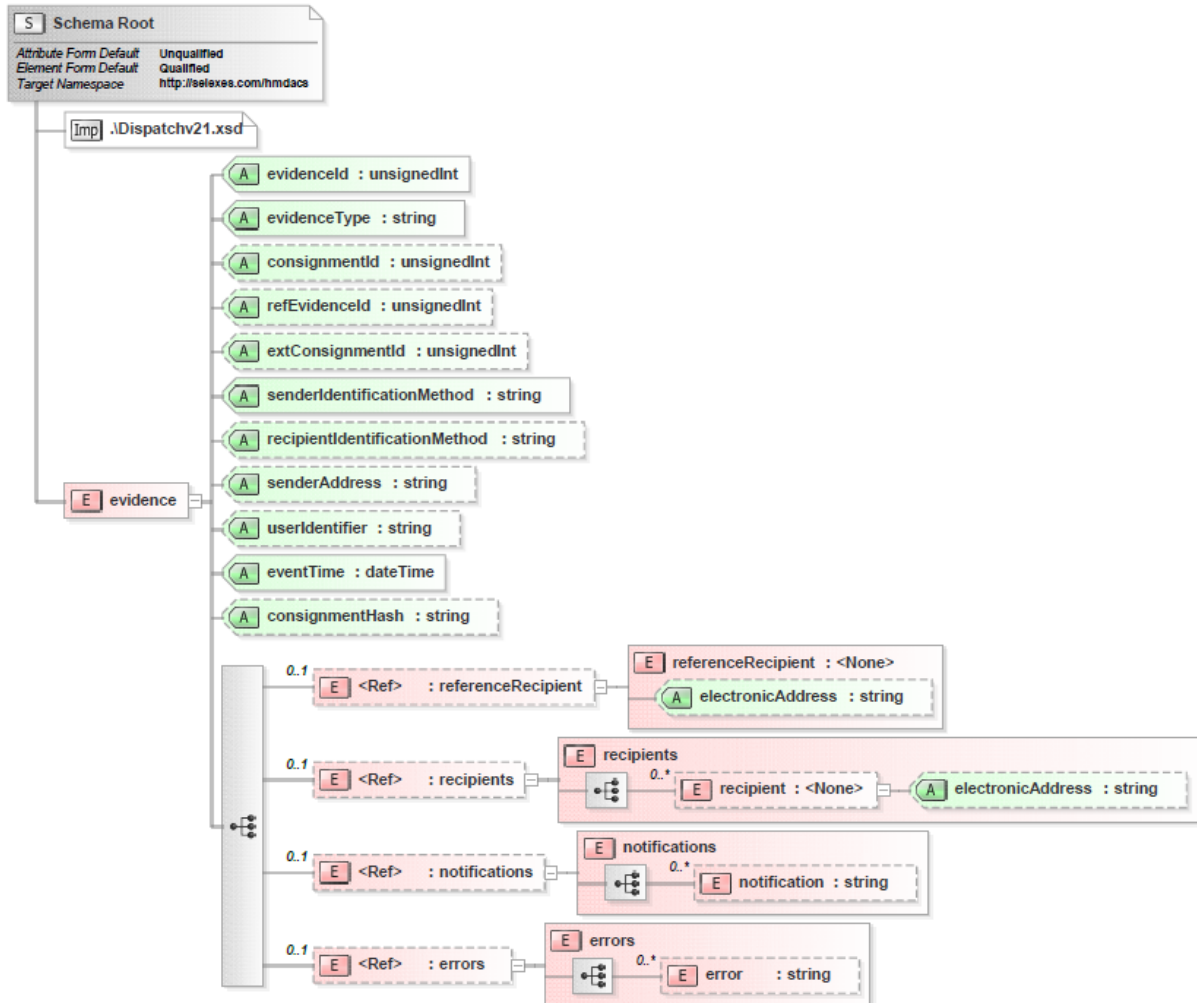 S Schema Root
Attribute Form Default Unqualified
Element Form Default Qualified
Target Namespace http://selexes.com/hmdacs
Imp .\Dispatchv21.xsd
A evidenceId : unsignedInt
A evidenceType : string
A consignmentId : unsignedInt
A refEvidenceId : unsignedInt
A extConsignmentId : unsignedInt
A senderIdentificationMethod : string
A recipientIdentificationMethod : string
A senderAddress : string
E evidence
A userIdentifier : string
A eventTime : dateTime
A consignmentHash : string
0..1 E <Ref> : referenceRecipient
E referenceRecipient : <None>
A electronicAddress : string
0..1 E <Ref> : recipients
E recipients
0..* E recipient : <None> A electronicAddress : string
0..1 E <Ref> : notifications
E notifications
0..* E notification : string
0..1 E <Ref> : errors
E errors
0..* E error : string